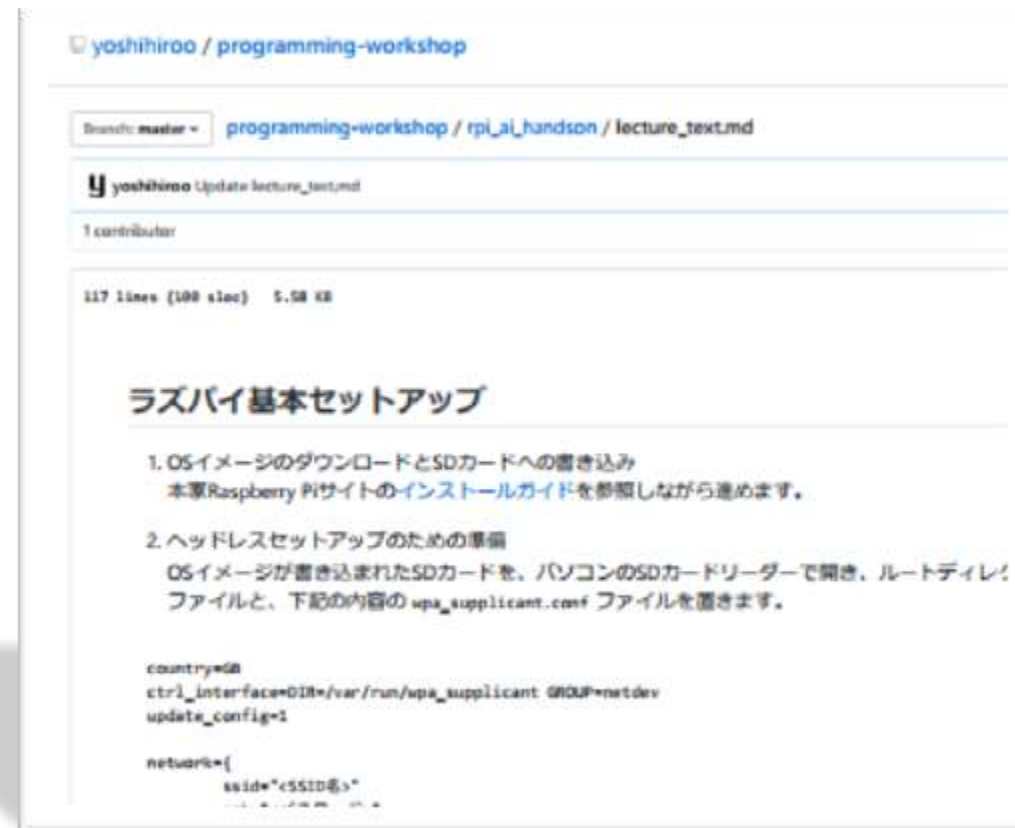 yoshihiroo / programming-workshop
Branch: master programming-workshop / rpi_ai_handson / lecture_text.md
yoshihiroo Update lecture_text.md
1 contributor
117 lines (100 sloc) 5.58 KB
ラズパイ基本セットアップ
1. OSイメージのダウンロードとSDカードへの書き込み
本家Raspberry Piサイトのインストールガイドを参照しながら進めます。
2. ヘッドレスセットアップのための準備
OSイメージが書き込まれたSDカードを、パソコンのSDカードリーダーで開き、ルートディレク
ファイルと、下記の内容の wpa_supplicant.conf ファイルを置きます。
country=GB
ctrl_interface=DIR=/var/run/wpa_supplicant GROUP=netdev
update_config=1
network={
ssid="<SSID名>"